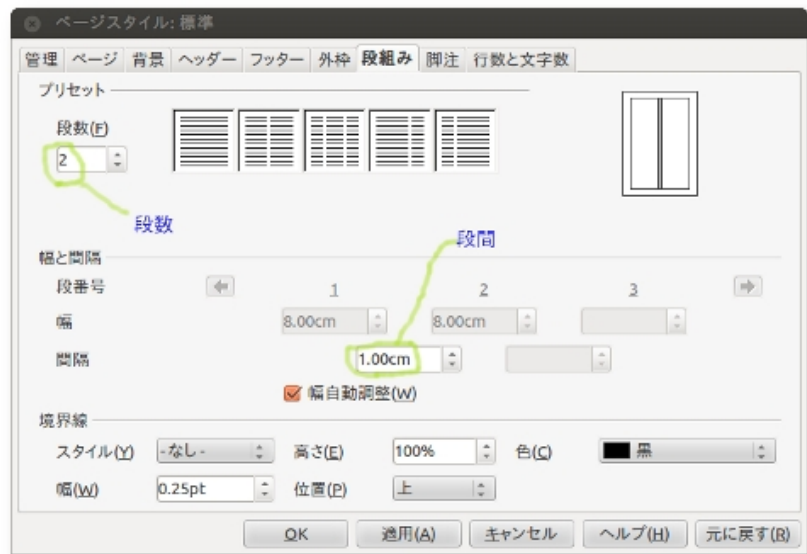 ページスタイル: 標準
管理 ページ 背景 ヘッダー フッター 外枠 段組み 脚注 行数と文字数
プリセット
段数(F)
2
段数
段間
幅と間隔
段番号 1 2 3
幅 8.00cm 8.00cm
間隔 1.00cm
幅自動調整(W)
境界線
スタイル(Y) - なし - 高さ(E) 100% 色(C) 黒
幅(W) 0.25pt 位置(P) 上
OK 適用(A) キャンセル ヘルプ(H) 元に戻す(R)